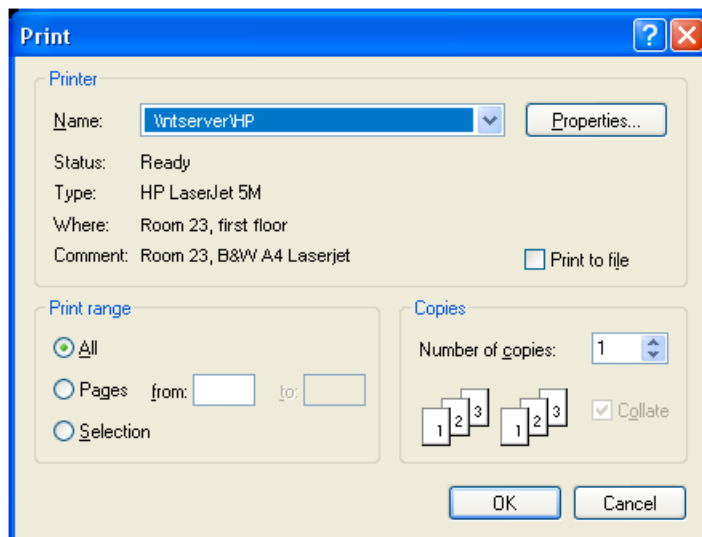 Print
Printer
Name: \\ntserver\HP Properties...
Status: Ready
Type: HP LaserJet 5M
Where: Room 23, first floor
Comment: Room 23, B&W A4 Laserjet
Print to file
Print range
All
Pages from: to:
Selection
Copies
Number of copies: 1
1 2 3 1 2 3
Collate
OK Cancel